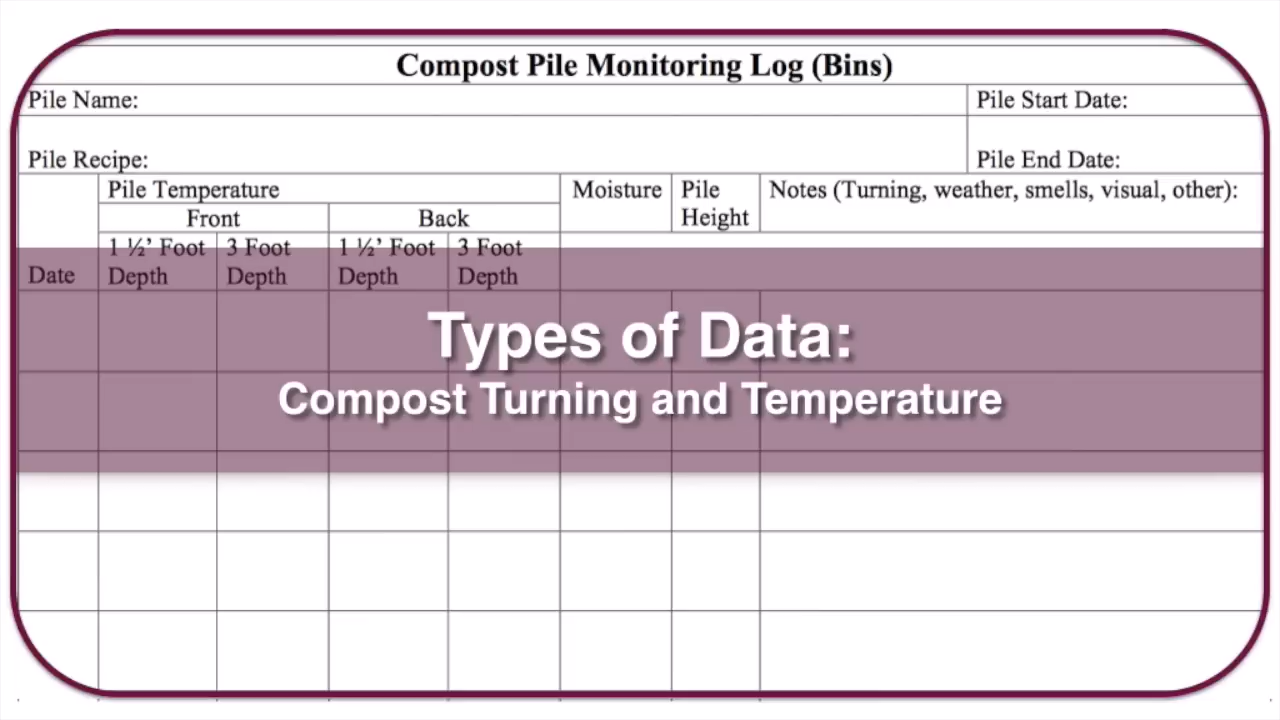 Compost Pile Monitoring Log (Bins)
Pile Name:
Pile Start Date:
Pile Recipe:
Pile End Date:
Pile Temperature
Moisture
Pile
Height
Notes (Turning, weather, smells, visual, other):
Front
Back
Date
1 ½’ Foot
Depth
3 Foot
Depth
1 ½’ Foot
Depth
3 Foot
Depth
Types of Data:
Compost Turning and Temperature